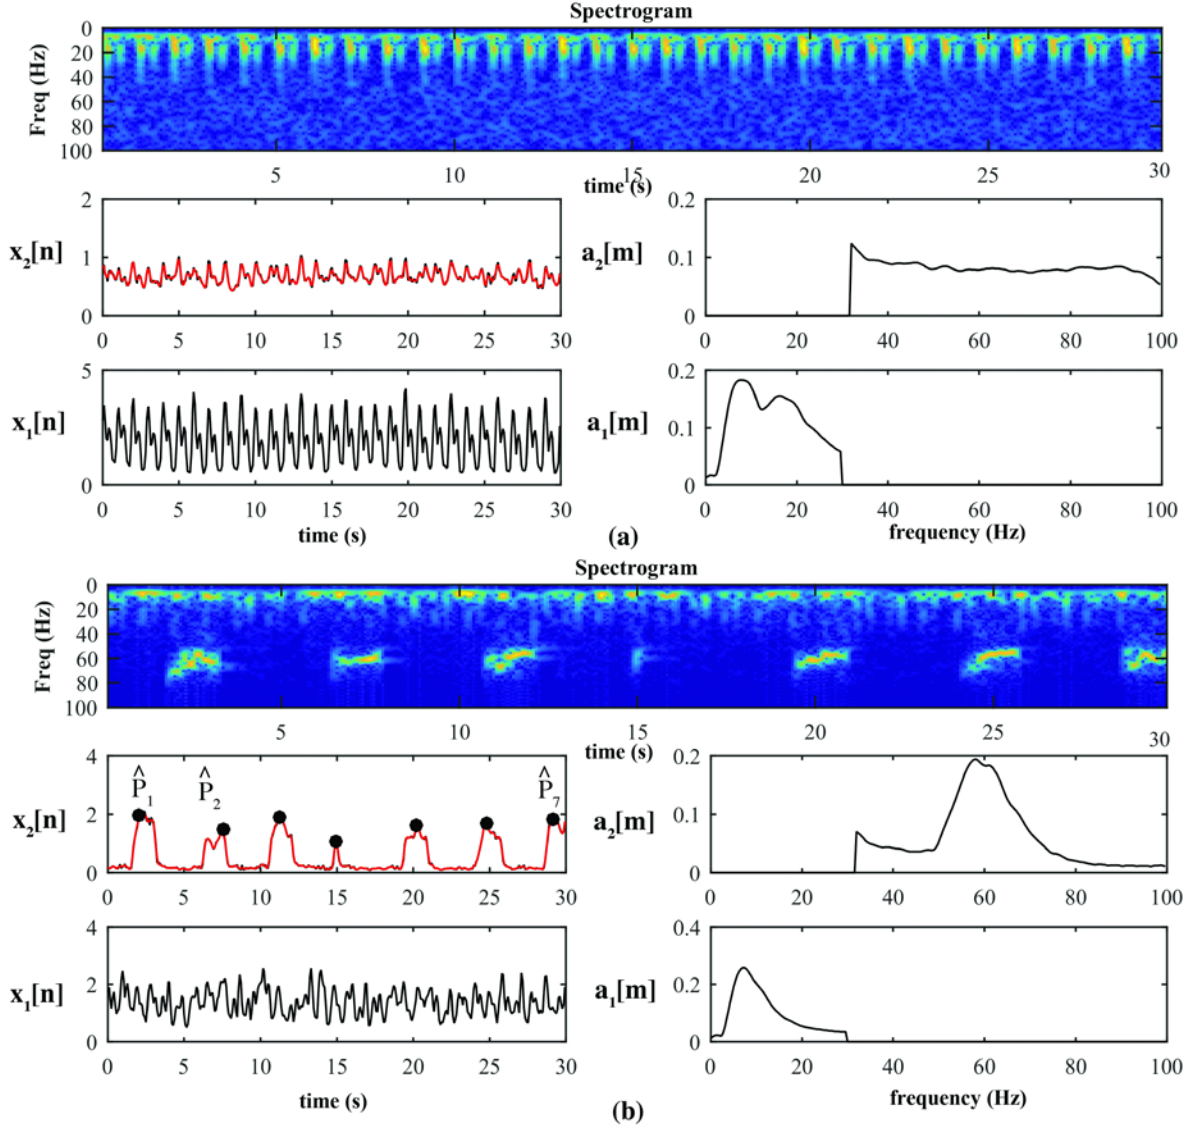 Spectrogram
Freq (Hz)
0
20
40
60
80
100
5 10 15 20 25 30
time (s)
x₂[n]
2
1
0
0 5 10 15 20 25 30
a₂[m]
0.2
0.1
0
0 20 40 60 80 100
x₁[n]
5
0
0 5 10 15 20 25 30
time (s)
a₁[m]
0.2
0.1
0
0 20 40 60 80 100
frequency (Hz)
(a)
Spectrogram
Freq (Hz)
0
20
40
60
80
100
5 10 15 20 25 30
time (s)
x₂[n]
4
2
0
P̂₁ P̂₂ P̂₇
0 5 10 15 20 25 30
a₂[m]
0.2
0.1
0
0 20 40 60 80 100
x₁[n]
4
2
0
0 5 10 15 20 25 30
time (s)
a₁[m]
0.4
0.2
0
0 20 40 60 80 100
frequency (Hz)
(b)